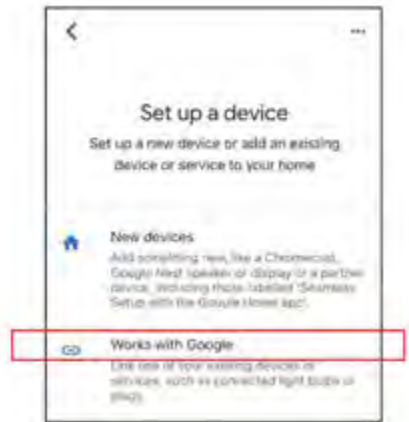 Set up a device
Set up a new device or add an existing
device or service to your home
New devices
Add something new, like a Chromecast,
Google Nest speaker or display or a partner
device, including those labelled 'Seamless
Setup with the Google Home app'.
Works with Google
Link one of your existing devices or
services, such as connected light bulbs or
plugs.